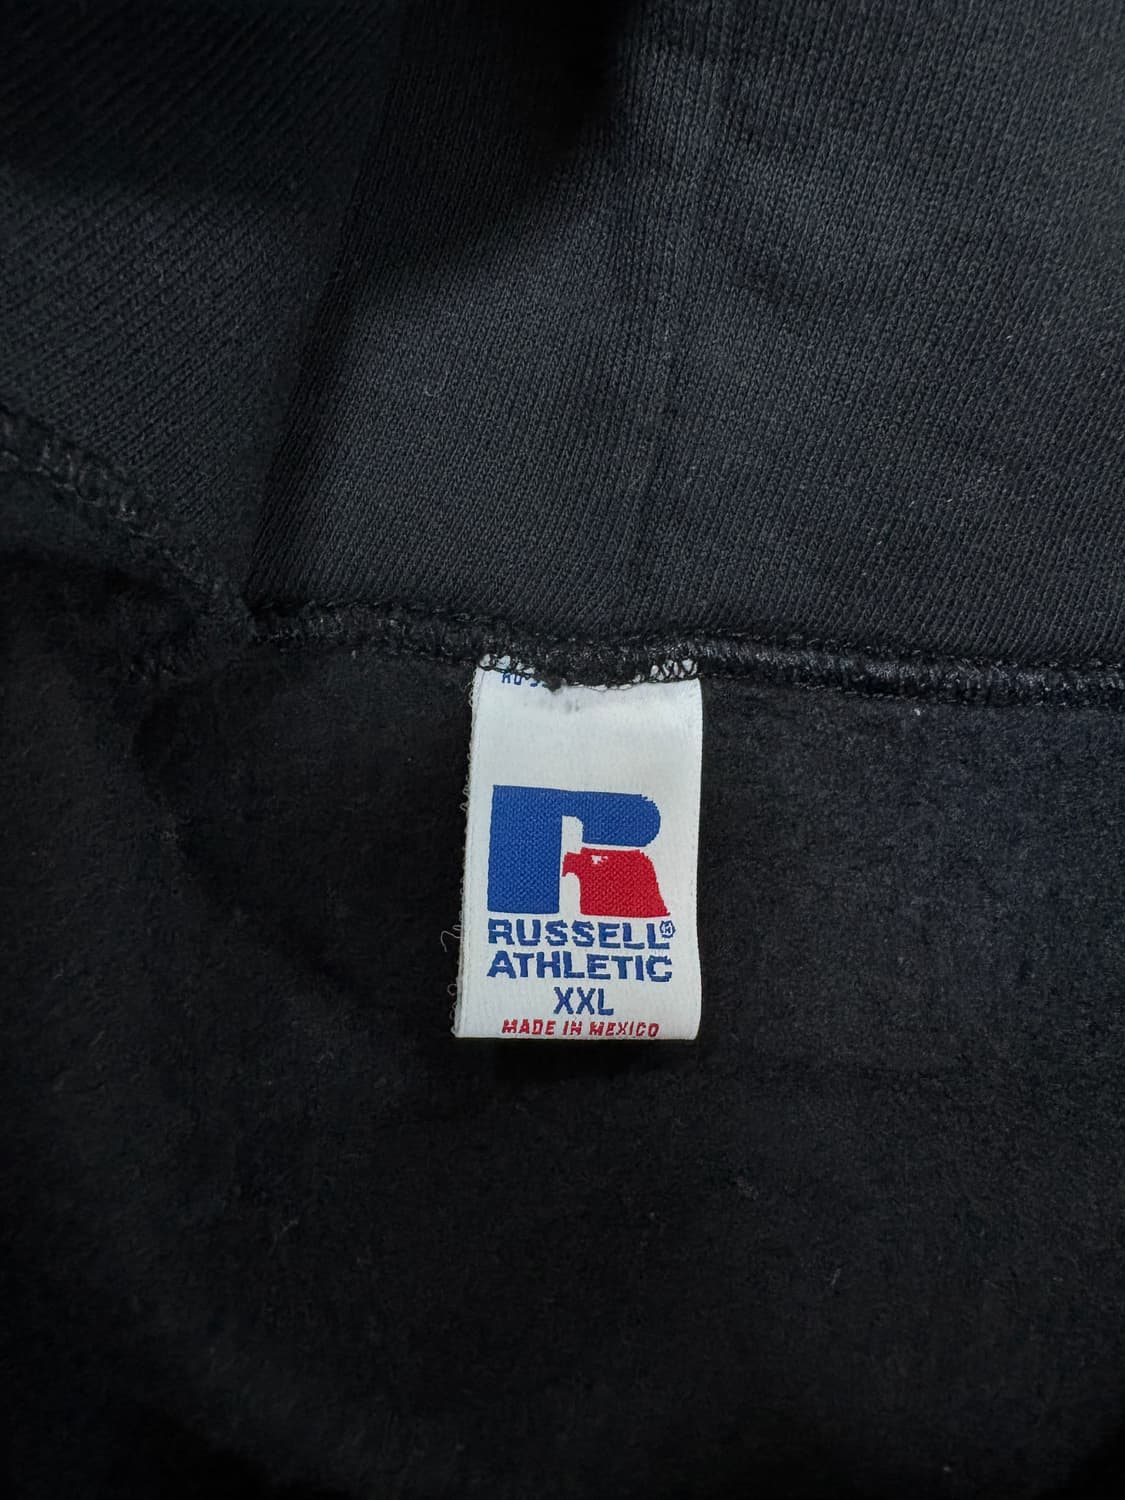 RUSSELL®
ATHLETIC
XXL
MADE IN MEXICO